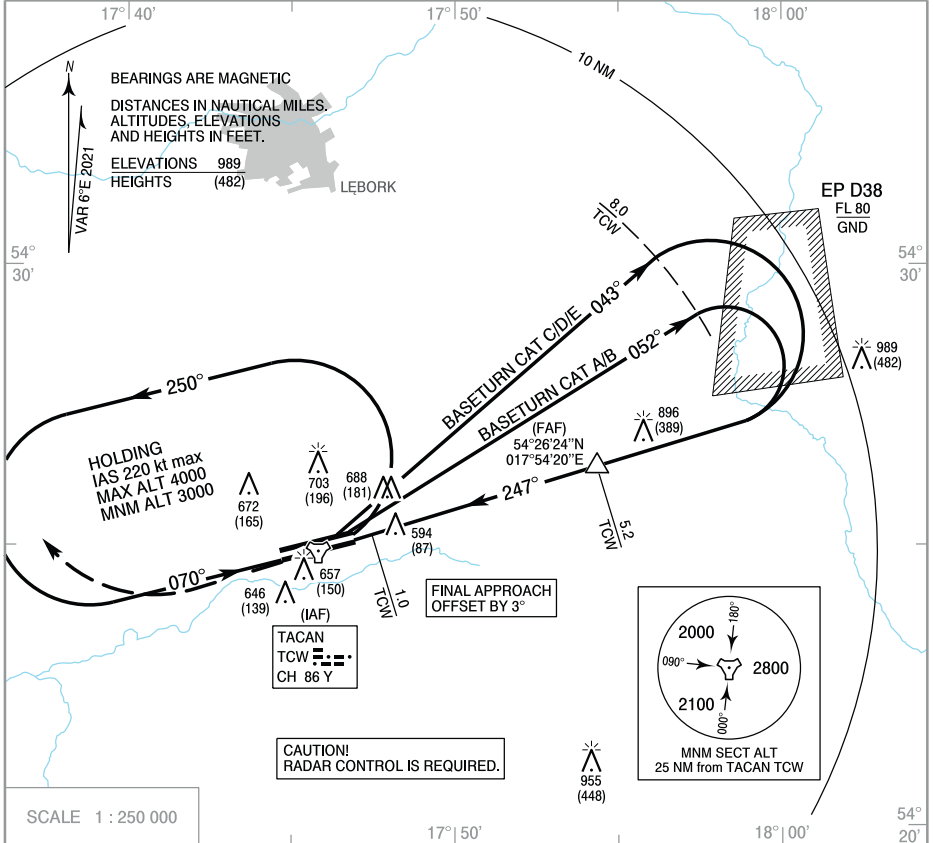 17°40'
17°50'
18°00'
10 NM
N
VAR 6°E 2021
BEARINGS ARE MAGNETIC
DISTANCES IN NAUTICAL MILES.
ALTITUDES, ELEVATIONS
AND HEIGHTS IN FEET.
ELEVATIONS 989
HEIGHTS (482)
LĘBORK
EP D38
FL 80
GND
54°
30'
54°
30'
8.0
TCW
BASETURN CAT C/D/E 043°
BASETURN CAT A/B 052°
989
(482)
250°
HOLDING
IAS 220 kt max
MAX ALT 4000
MNM ALT 3000
896
(389)
(FAF)
54°26'24"N
017°54'20"E
703
(196)
688
(181)
672
(165)
247°
594
(87)
5.2
TCW
070°
657
(150)
646
(139)
(IAF)
1.0
TCW
FINAL APPROACH
OFFSET BY 3°
TACAN
TCW
CH 86 Y
2000
180°
090°
2800
2100
000°
MNM SECT ALT
25 NM from TACAN TCW
CAUTION!
RADAR CONTROL IS REQUIRED.
955
(448)
SCALE 1 : 250 000
17°50'
18°00'
54°
20'